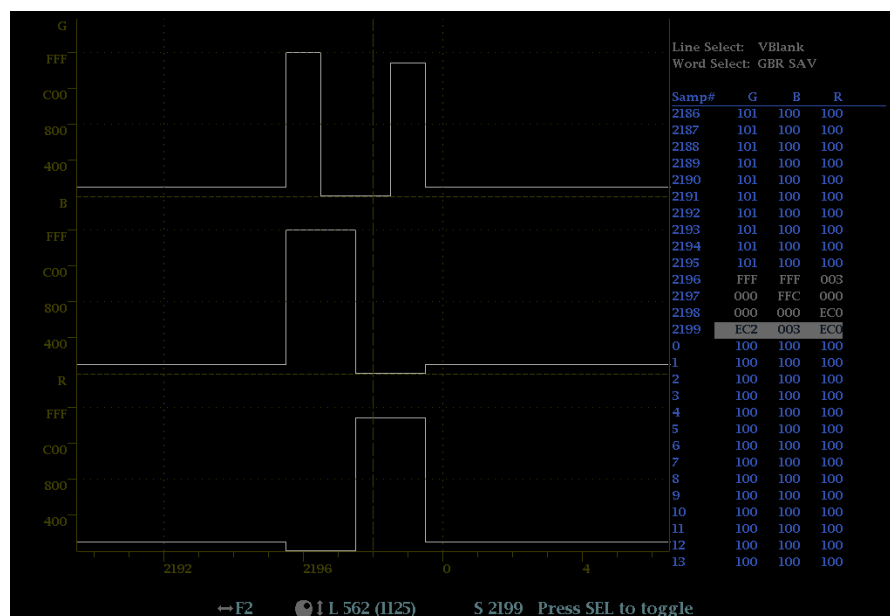 G
FFF
C00
800
400
B
FFF
C00
800
400
R
FFF
C00
800
400
2192 2196 0 4
Line Select: VBlank
Word Select: GBR SAV
Samp# G B R
2186 101 100 100
2187 101 100 100
2188 101 100 100
2189 101 100 100
2190 101 100 100
2191 101 100 100
2192 101 100 100
2193 101 100 100
2194 101 100 100
2195 101 100 100
2196 FFF FFF 003
2197 000 FFC 000
2198 000 000 EC0
2199 EC2 003 EC0
0 100 100 100
1 100 100 100
2 100 100 100
3 100 100 100
4 100 100 100
5 100 100 100
6 100 100 100
7 100 100 100
8 100 100 100
9 100 100 100
10 100 100 100
11 100 100 100
12 100 100 100
13 100 100 100
↔F2 ↕ L 562 (1125) S 2199 Press SEL to toggle